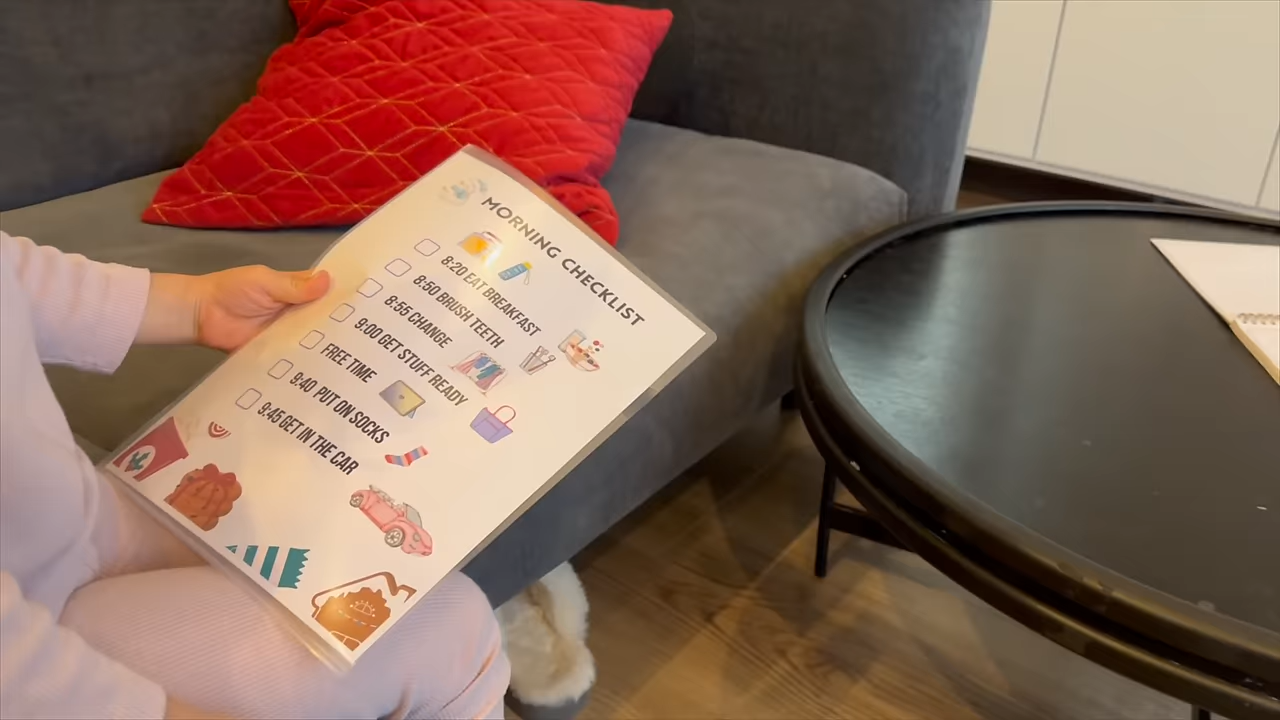 MORNING CHECKLIST
8:20 EAT BREAKFAST
8:50 BRUSH TEETH
8:55 CHANGE
9:00 GET STUFF READY
FREE TIME
9:40 PUT ON SOCKS
9:45 GET IN THE CAR